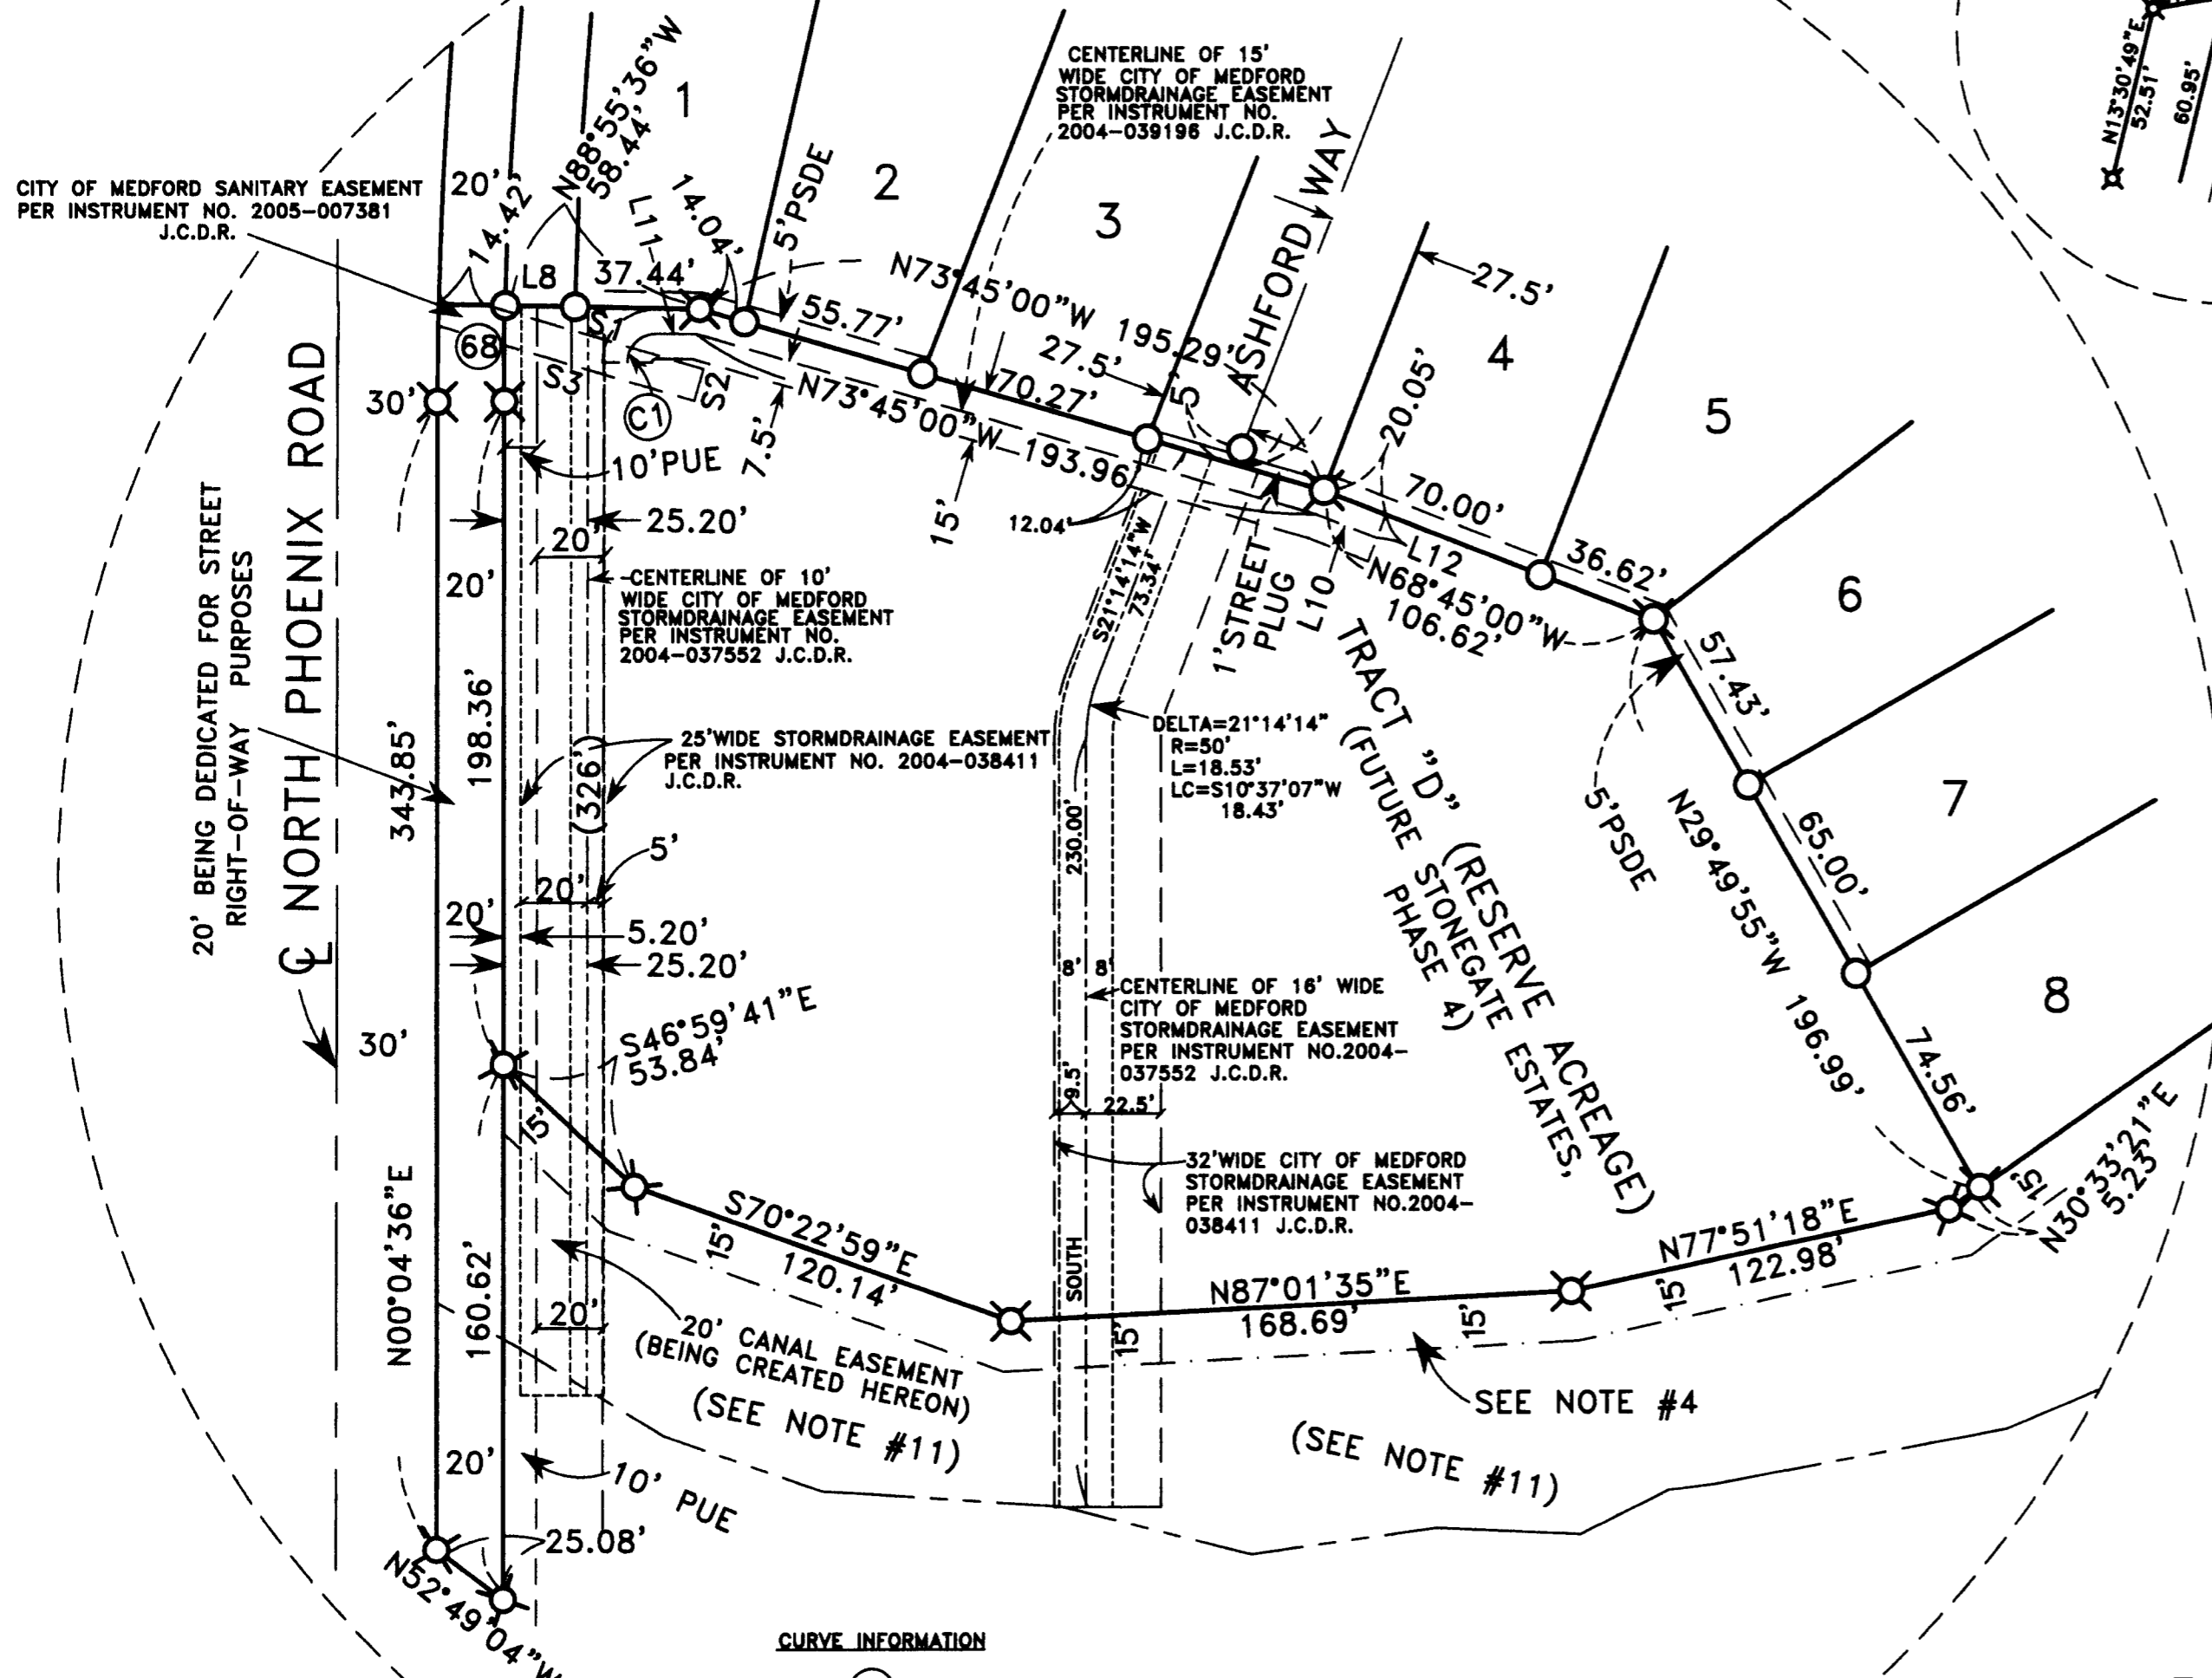 CENTERLINE OF 15'
WIDE CITY OF MEDFORD
STORMDRAINAGE EASEMENT
PER INSTRUMENT NO.
2004-039196 J.C.D.R.
N13°30'49"E
52.51'
60.95'
CITY OF MEDFORD SANITARY EASEMENT
PER INSTRUMENT NO. 2005-007381
J.C.D.R.
20'
14.42'
N88°55'36"W
58.44'
1
L11
14.04'
5'PSDE
2
3
ASHFORD WAY
27.5'
4
5
6
7
8
L8
37.44'
S1
68
S3
C1
S2
55.77'
N73°45'00"W 195.29'
27.5'
5'
70.27'
N73°45'00"W 193.96'
7.5'
15'
12.04'
20.05'
70.00'
L12
36.62'
N68°45'00"W
106.62'
L10
1'STREET
PLUG
57.43'
65.00'
74.56'
5'PSDE
N29°49'55"W 196.99'
30'
10'PUE
25.20'
20'
20'
CENTERLINE OF 10'
WIDE CITY OF MEDFORD
STORMDRAINAGE EASEMENT
PER INSTRUMENT NO.
2004-037552 J.C.D.R.
20' BEING DEDICATED FOR STREET
RIGHT-OF-WAY PURPOSES
℄ NORTH PHOENIX ROAD
343.85'
198.36'
(326')
25'WIDE STORMDRAINAGE EASEMENT
PER INSTRUMENT NO. 2004-038411
J.C.D.R.
5'
20'
20'
5.20'
25.20'
30'
S46°59'41"E
53.84'
15'
S21°14'14"W
73.34'
DELTA=21°14'14"
R=50'
L=18.53'
LC=S10°37'07"W
18.43'
230.00'
8'
8'
CENTERLINE OF 16' WIDE
CITY OF MEDFORD
STORMDRAINAGE EASEMENT
PER INSTRUMENT NO.2004-
037552 J.C.D.R.
9.5'
22.5'
32'WIDE CITY OF MEDFORD
STORMDRAINAGE EASEMENT
PER INSTRUMENT NO.2004-
038411 J.C.D.R.
SOUTH
TRACT "D" (RESERVE ACREAGE)
(FUTURE STONEGATE ESTATES,
PHASE 4)
N00°04'36"E
160.62'
S70°22'59"E
120.14'
15'
N87°01'35"E
168.69'
15'
15'
N77°51'18"E
122.98'
15'
15'
N30°33'21"E
5.23'
20'
20' CANAL EASEMENT
(BEING CREATED HEREON)
(SEE NOTE #11)
SEE NOTE #4
(SEE NOTE #11)
20'
10' PUE
25.08'
N52°49'04"W
CURVE INFORMATION